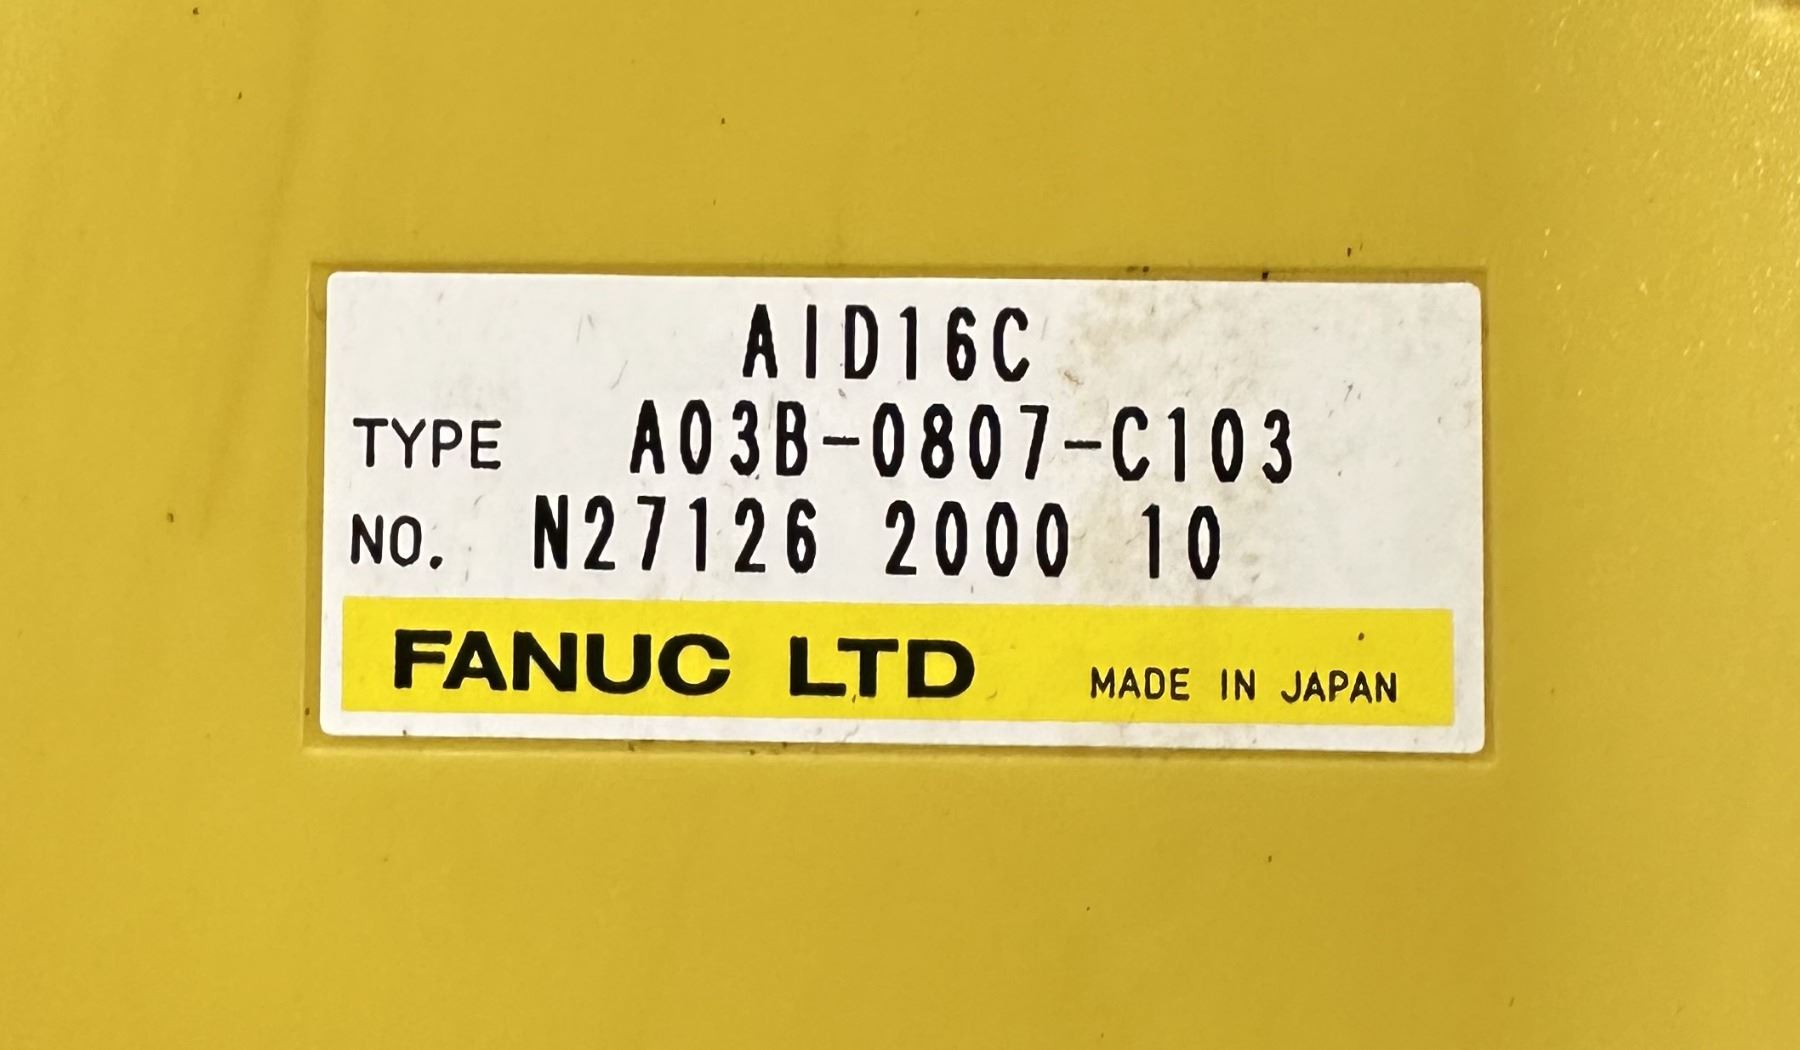 AID16C
TYPE A03B-0807-C103
NO. N27126 2000 10
FANUC LTD MADE IN JAPAN